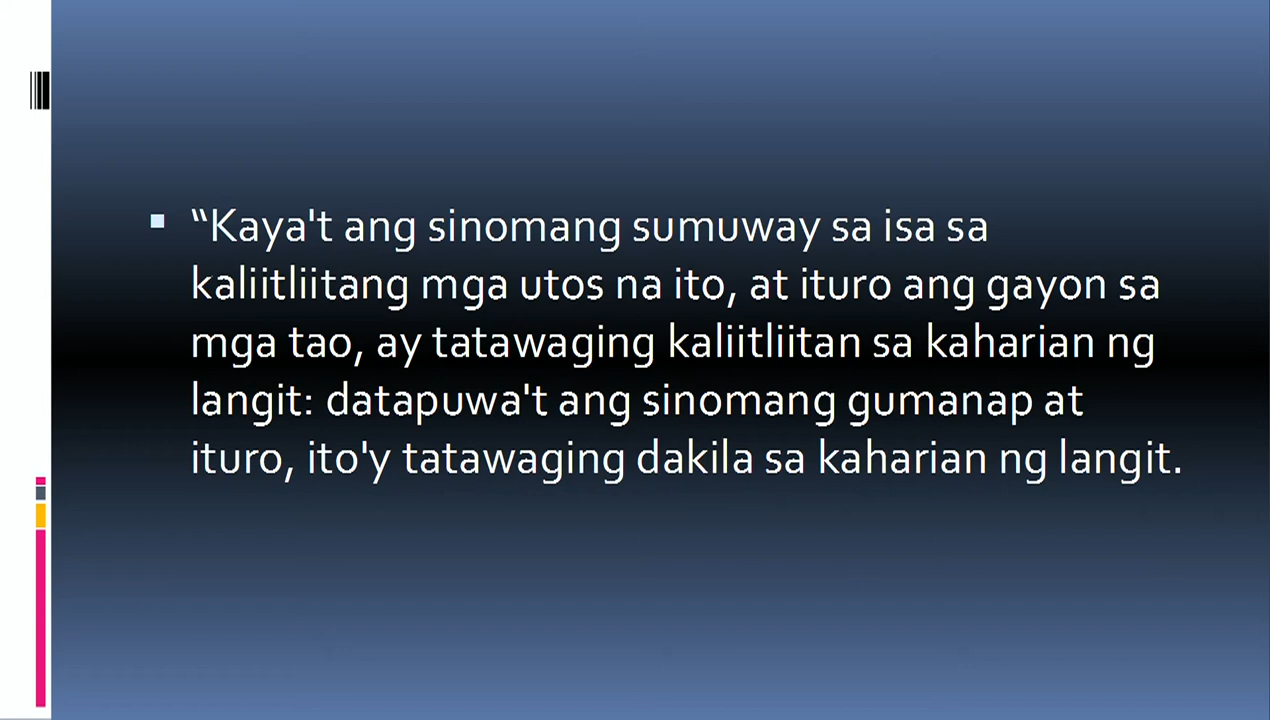 “Kaya't ang sinomang sumuway sa isa sa
kaliitliitang mga utos na ito, at ituro ang gayon sa
mga tao, ay tatawaging kaliitliitan sa kaharian ng
langit: datapuwa't ang sinomang gumanap at
ituro, ito'y tatawaging dakila sa kaharian ng langit.